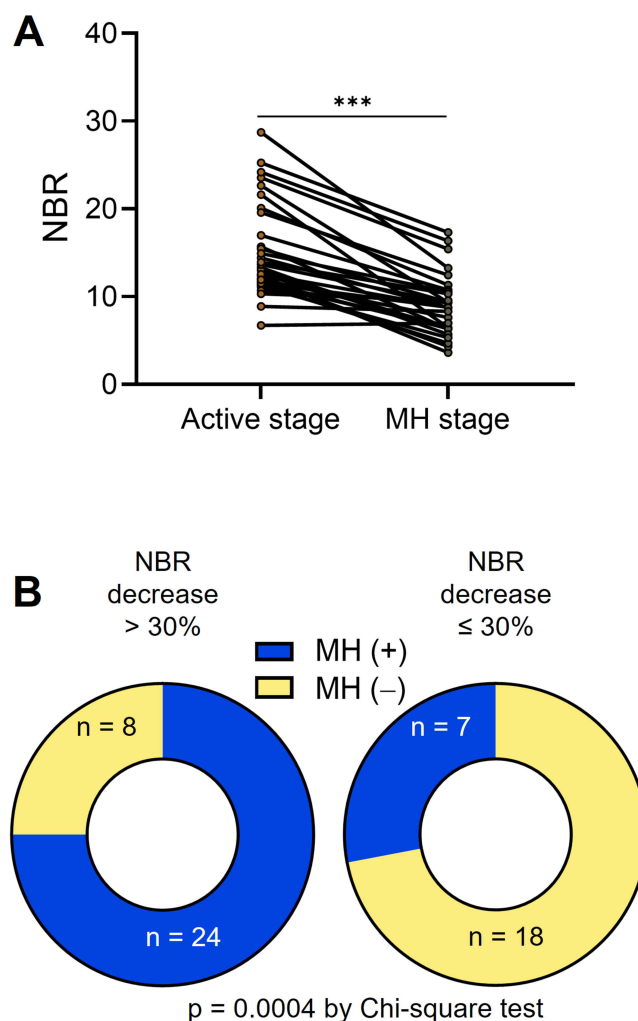 A
40
30
20
10
0
NBR
***
Active stage
MH stage
B
NBR
decrease
> 30%
NBR
decrease
≤ 30%
MH (+)
MH (–)
n = 8
n = 24
n = 7
n = 18
p = 0.0004 by Chi-square test